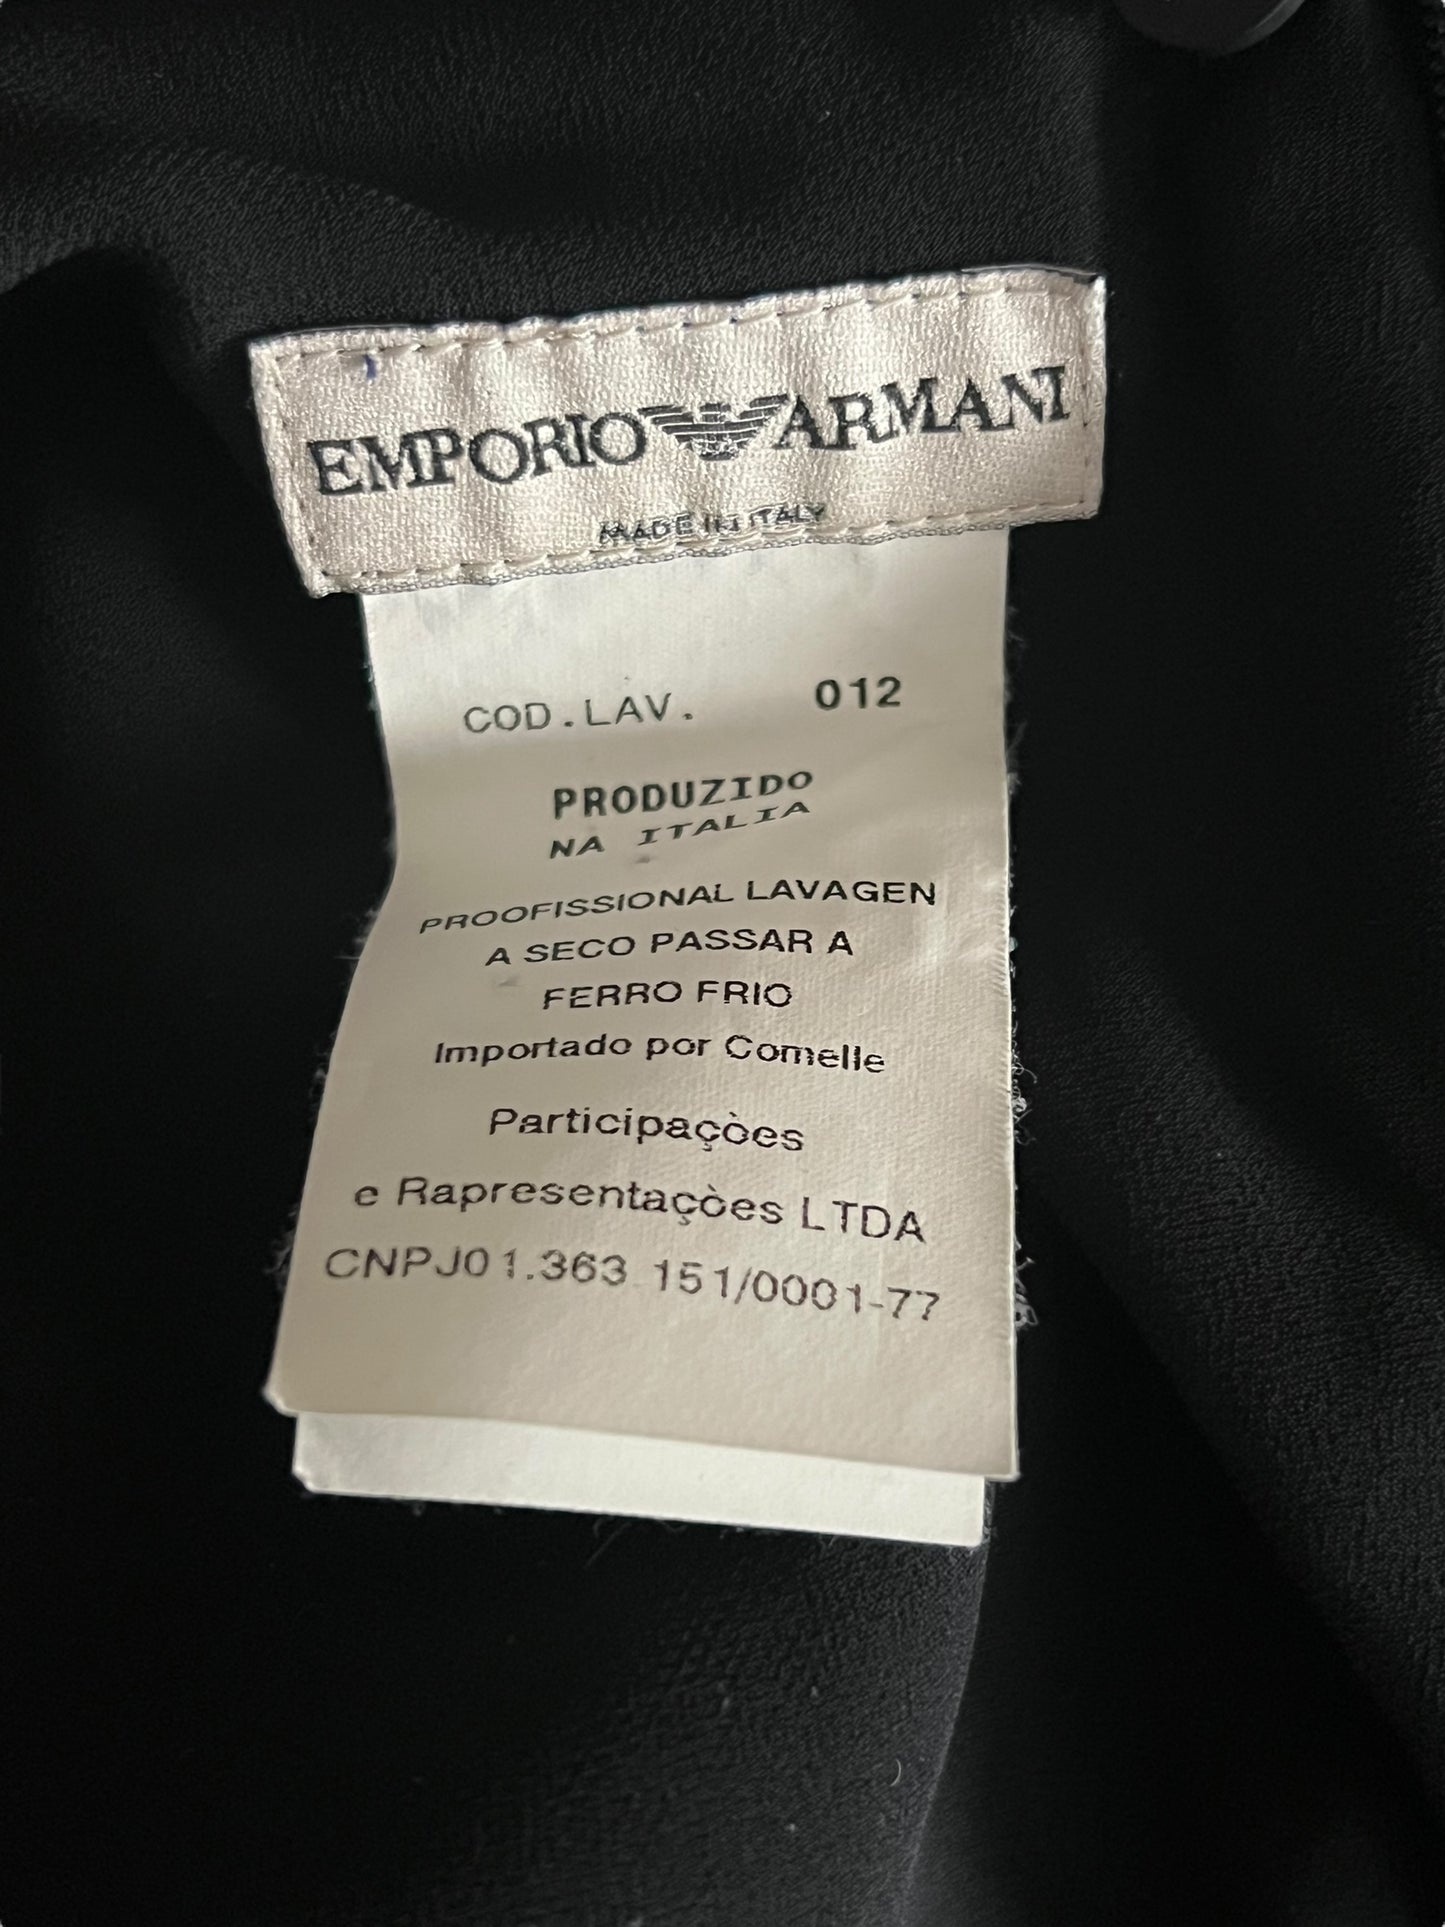 EMPORIO ARMANI
MADE IN ITALY
COD.LAV. 012
PRODUZIDO
NA ITALIA
PROOFISSIONAL LAVAGEN
A SECO PASSAR A
FERRO FRIO
Importado por Comelle
Participaçòes
e Rapresentaçòes LTDA
CNPJ01.363 151/0001-77